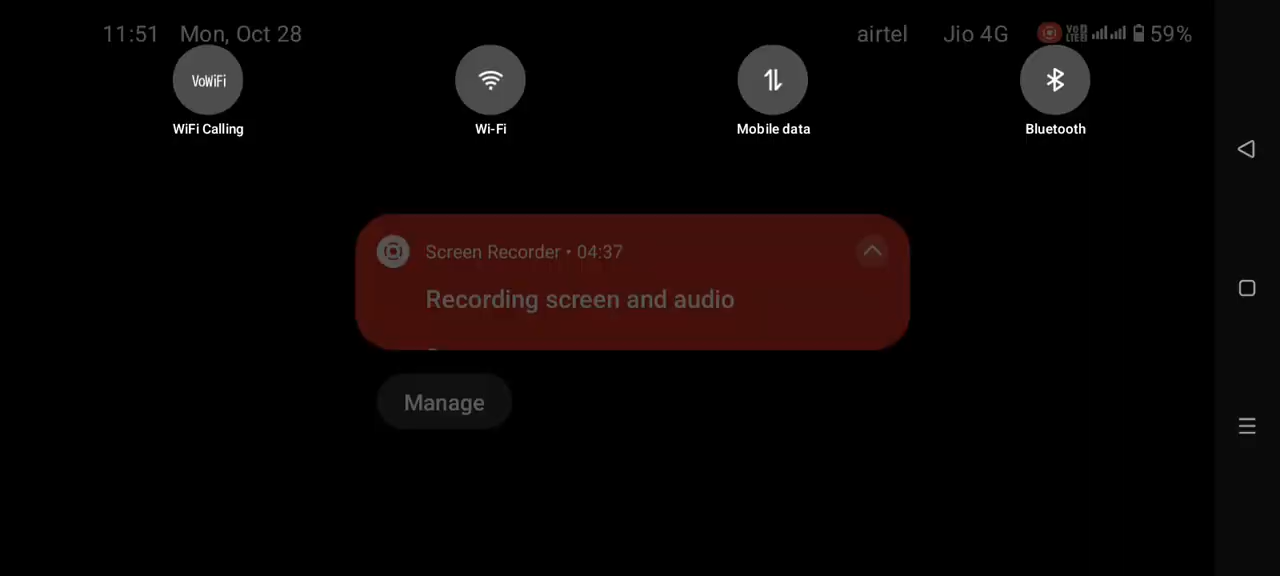 11:51 Mon, Oct 28 airtel Jio 4G 59%
VoWiFi
WiFi Calling Wi-Fi Mobile data Bluetooth
Screen Recorder • 04:37
Recording screen and audio
Manage